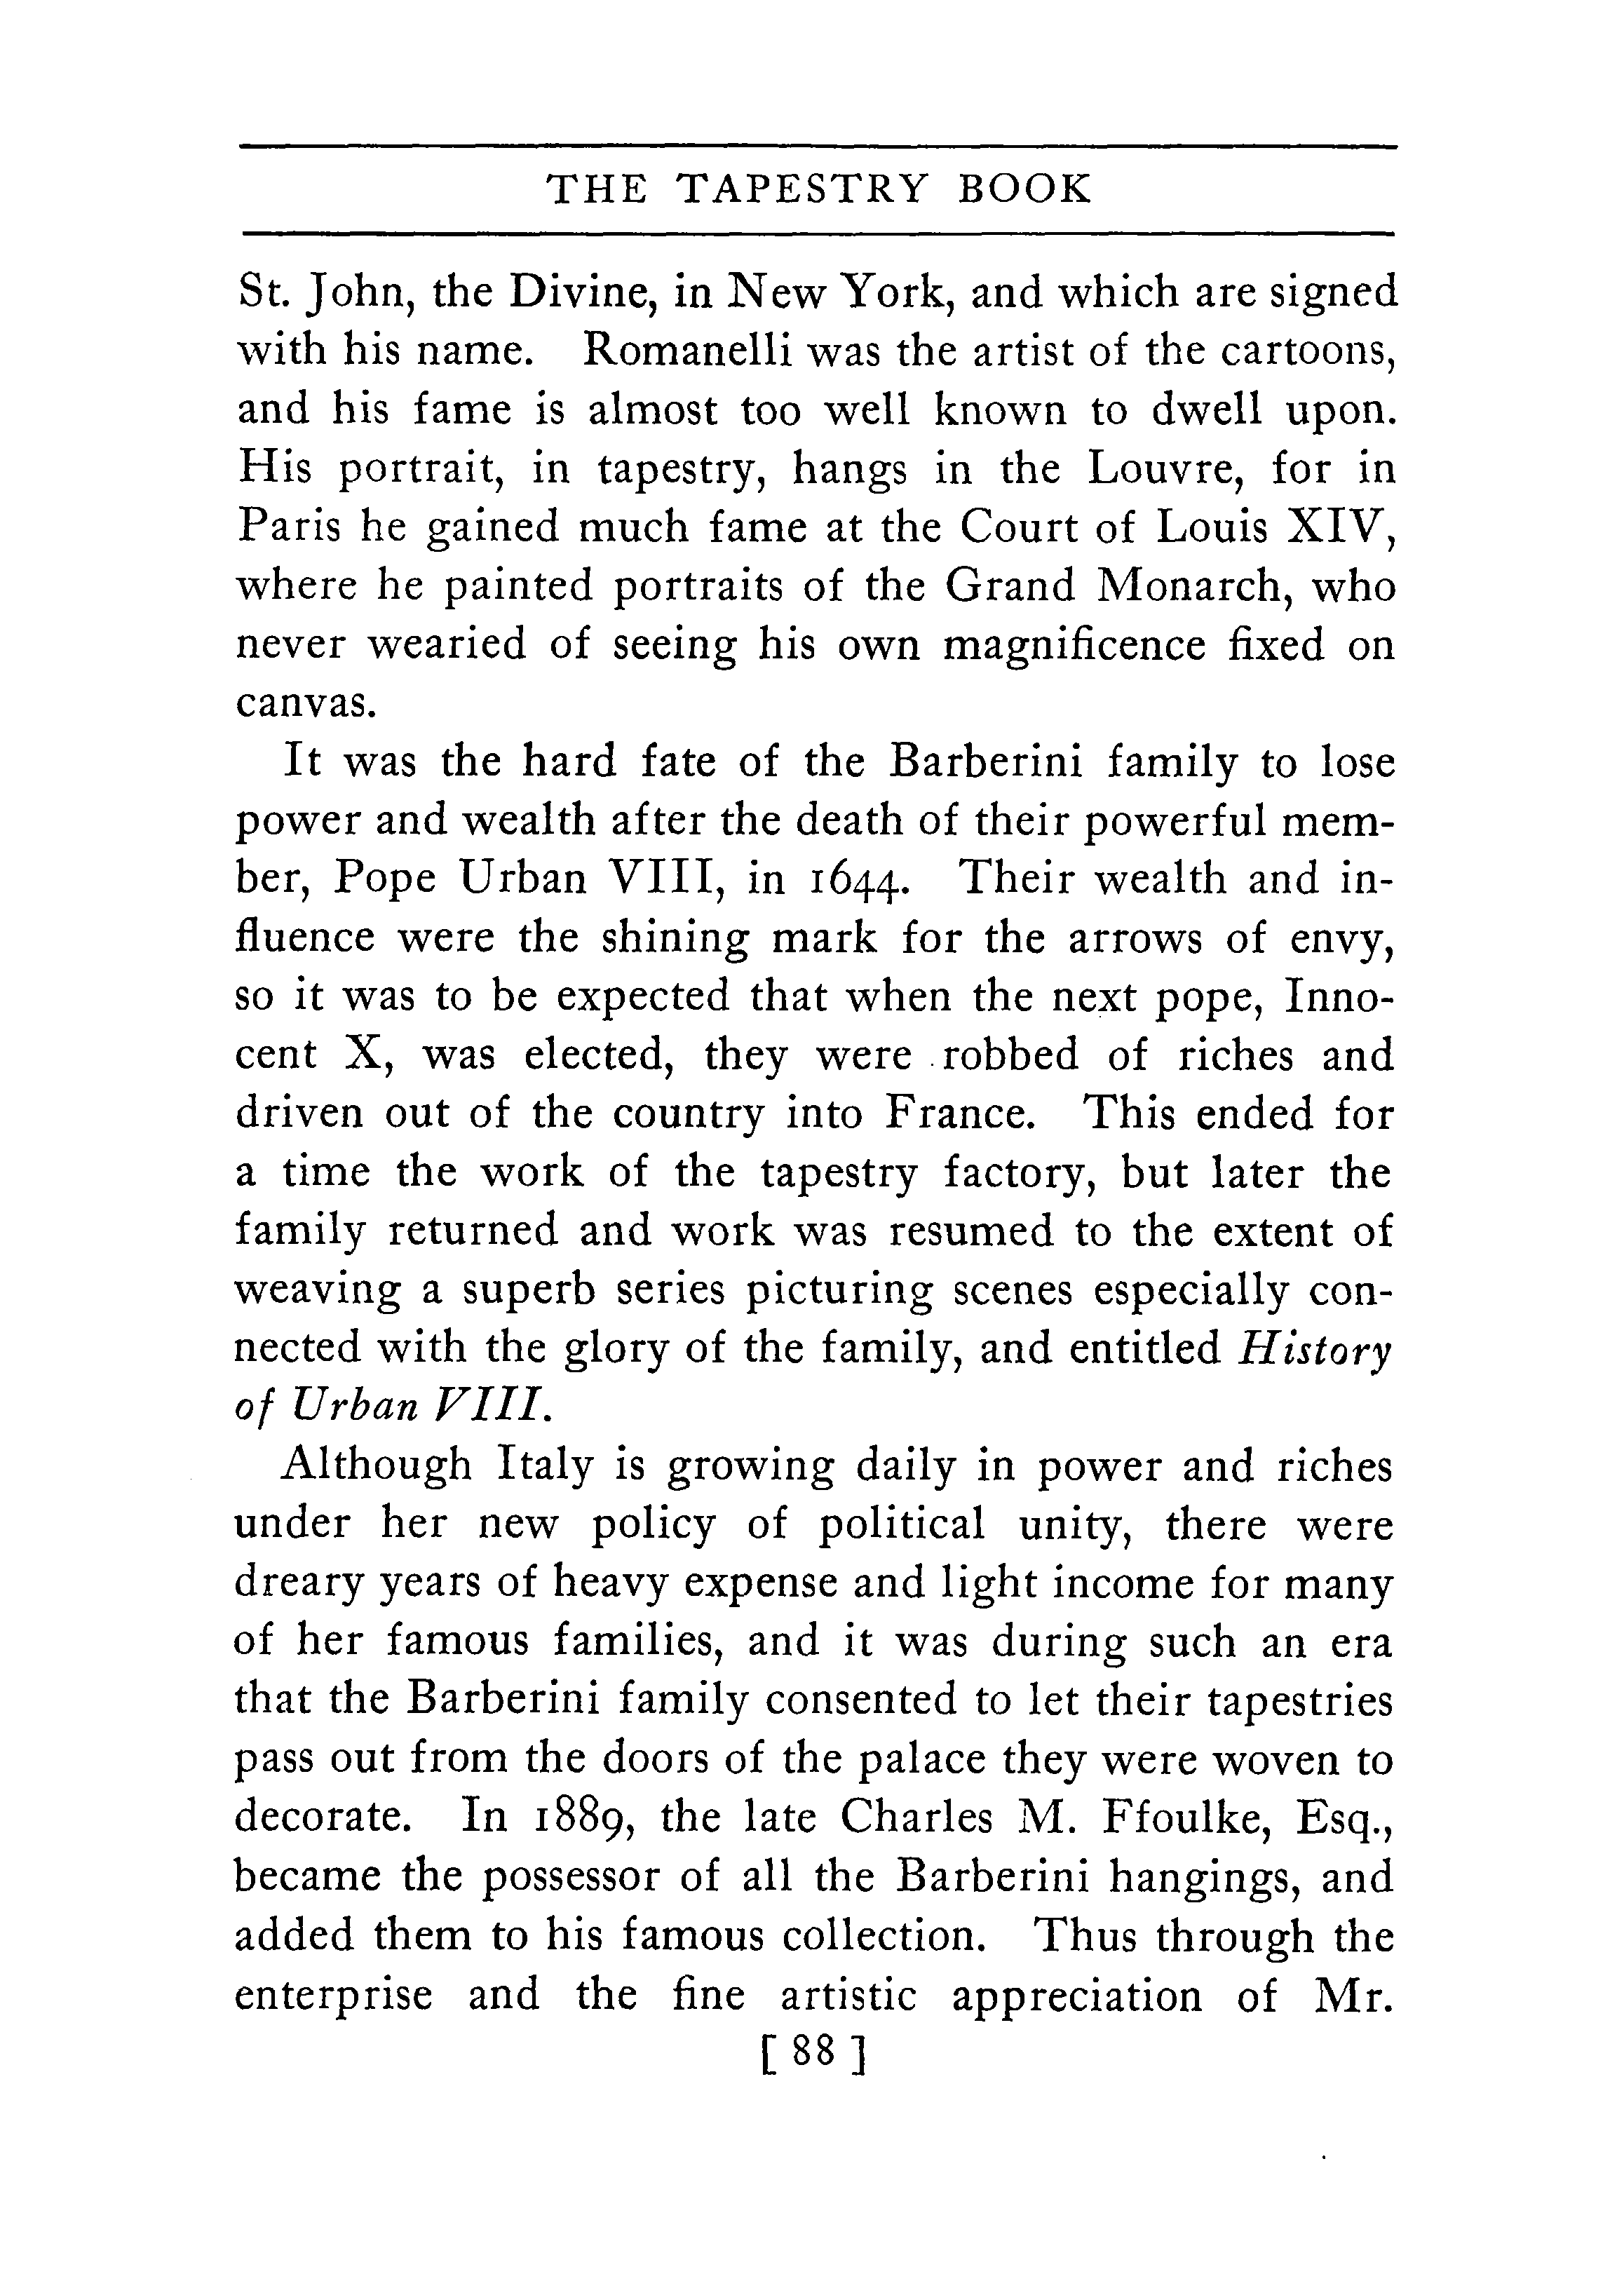 THE TAPESTRY BOOK
St. John, the Divine, in New York, and which are signed
with his name. Romanelli was the artist of the cartoons,
and his fame is almost too well known to dwell upon.
His portrait, in tapestry, hangs in the Louvre, for in
Paris he gained much fame at the Court of Louis XIV,
where he painted portraits of the Grand Monarch, who
never wearied of seeing his own magnificence fixed on
canvas.
It was the hard fate of the Barberini family to lose
power and wealth after the death of their powerful mem-
ber, Pope Urban VIII, in 1644. Their wealth and in-
fluence were the shining mark for the arrows of envy,
so it was to be expected that when the next pope, Inno-
cent X, was elected, they were robbed of riches and
driven out of the country into France. This ended for
a time the work of the tapestry factory, but later the
family returned and work was resumed to the extent of
weaving a superb series picturing scenes especially con-
nected with the glory of the family, and entitled History
of Urban VIII.
Although Italy is growing daily in power and riches
under her new policy of political unity, there were
dreary years of heavy expense and light income for many
of her famous families, and it was during such an era
that the Barberini family consented to let their tapestries
pass out from the doors of the palace they were woven to
decorate. In 1889, the late Charles M. Ffoulke, Esq.,
became the possessor of all the Barberini hangings, and
added them to his famous collection. Thus through the
enterprise and the fine artistic appreciation of Mr.
[ 88 ]